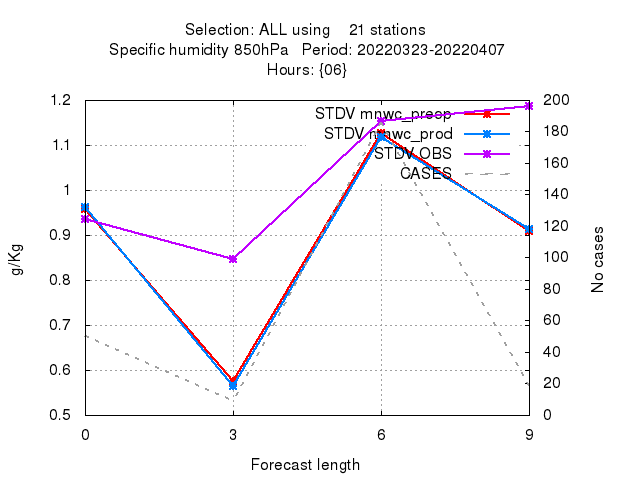 Selection: ALL using 21 stations
Specific humidity 850hPa Period: 20220323-20220407
Hours: {06}
1.2
1.1
1
0.9
0.8
0.7
0.6
0.5
g/Kg
STDV mnwc_precp
STDV mnwc_prod
STDV OBS
CASES
200
180
160
140
120
100
80
60
40
20
0
No cases
0 3 6 9
Forecast length